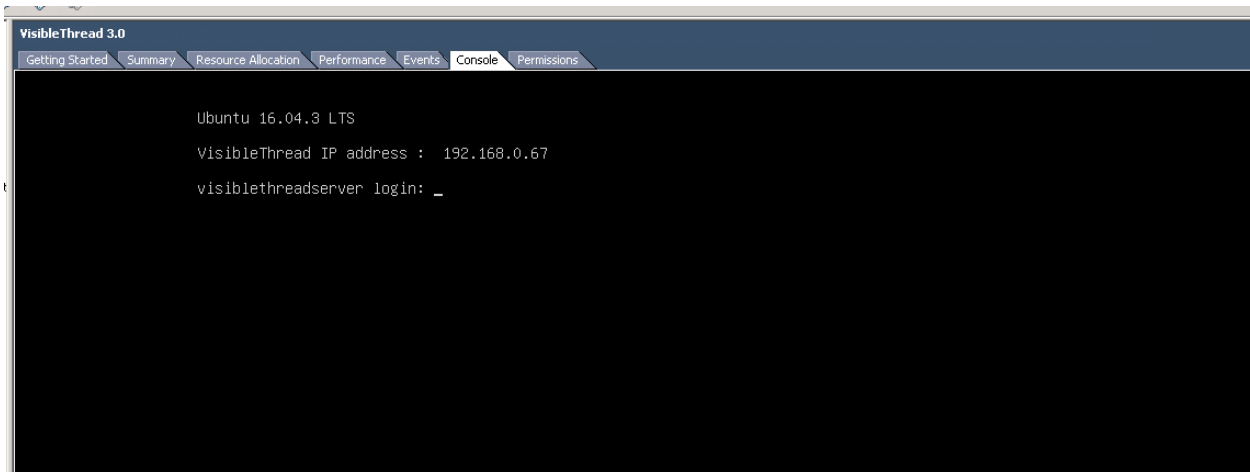 VisibleThread 3.0
Getting Started Summary Resource Allocation Performance Events Console Permissions
Ubuntu 16.04.3 LTS
VisibleThread IP address : 192.168.0.67
visiblethreadserver login: _